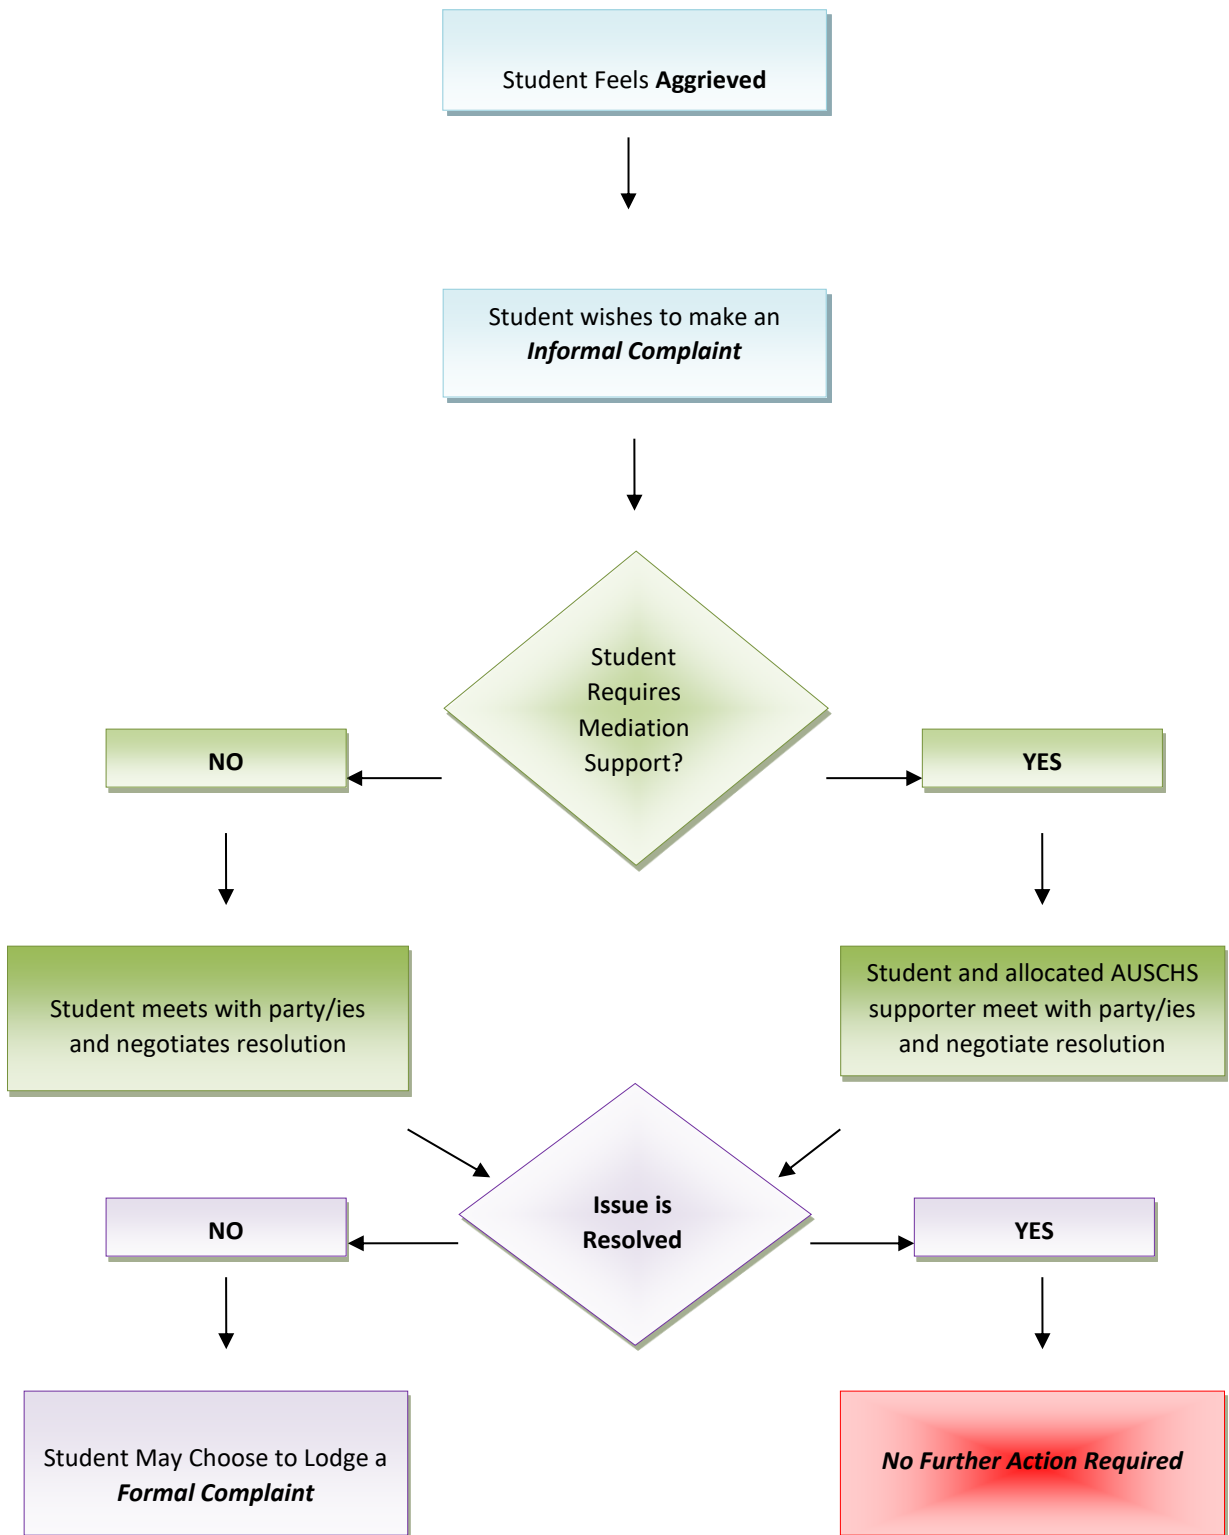 Student Feels Aggrieved
Student wishes to make an
Informal Complaint
Student
Requires
Mediation
Support?
NO
YES
Student meets with party/ies
and negotiates resolution
Student and allocated AUSCHS
supporter meet with party/ies
and negotiate resolution
Issue is
Resolved
NO
YES
Student May Choose to Lodge a
Formal Complaint
No Further Action Required